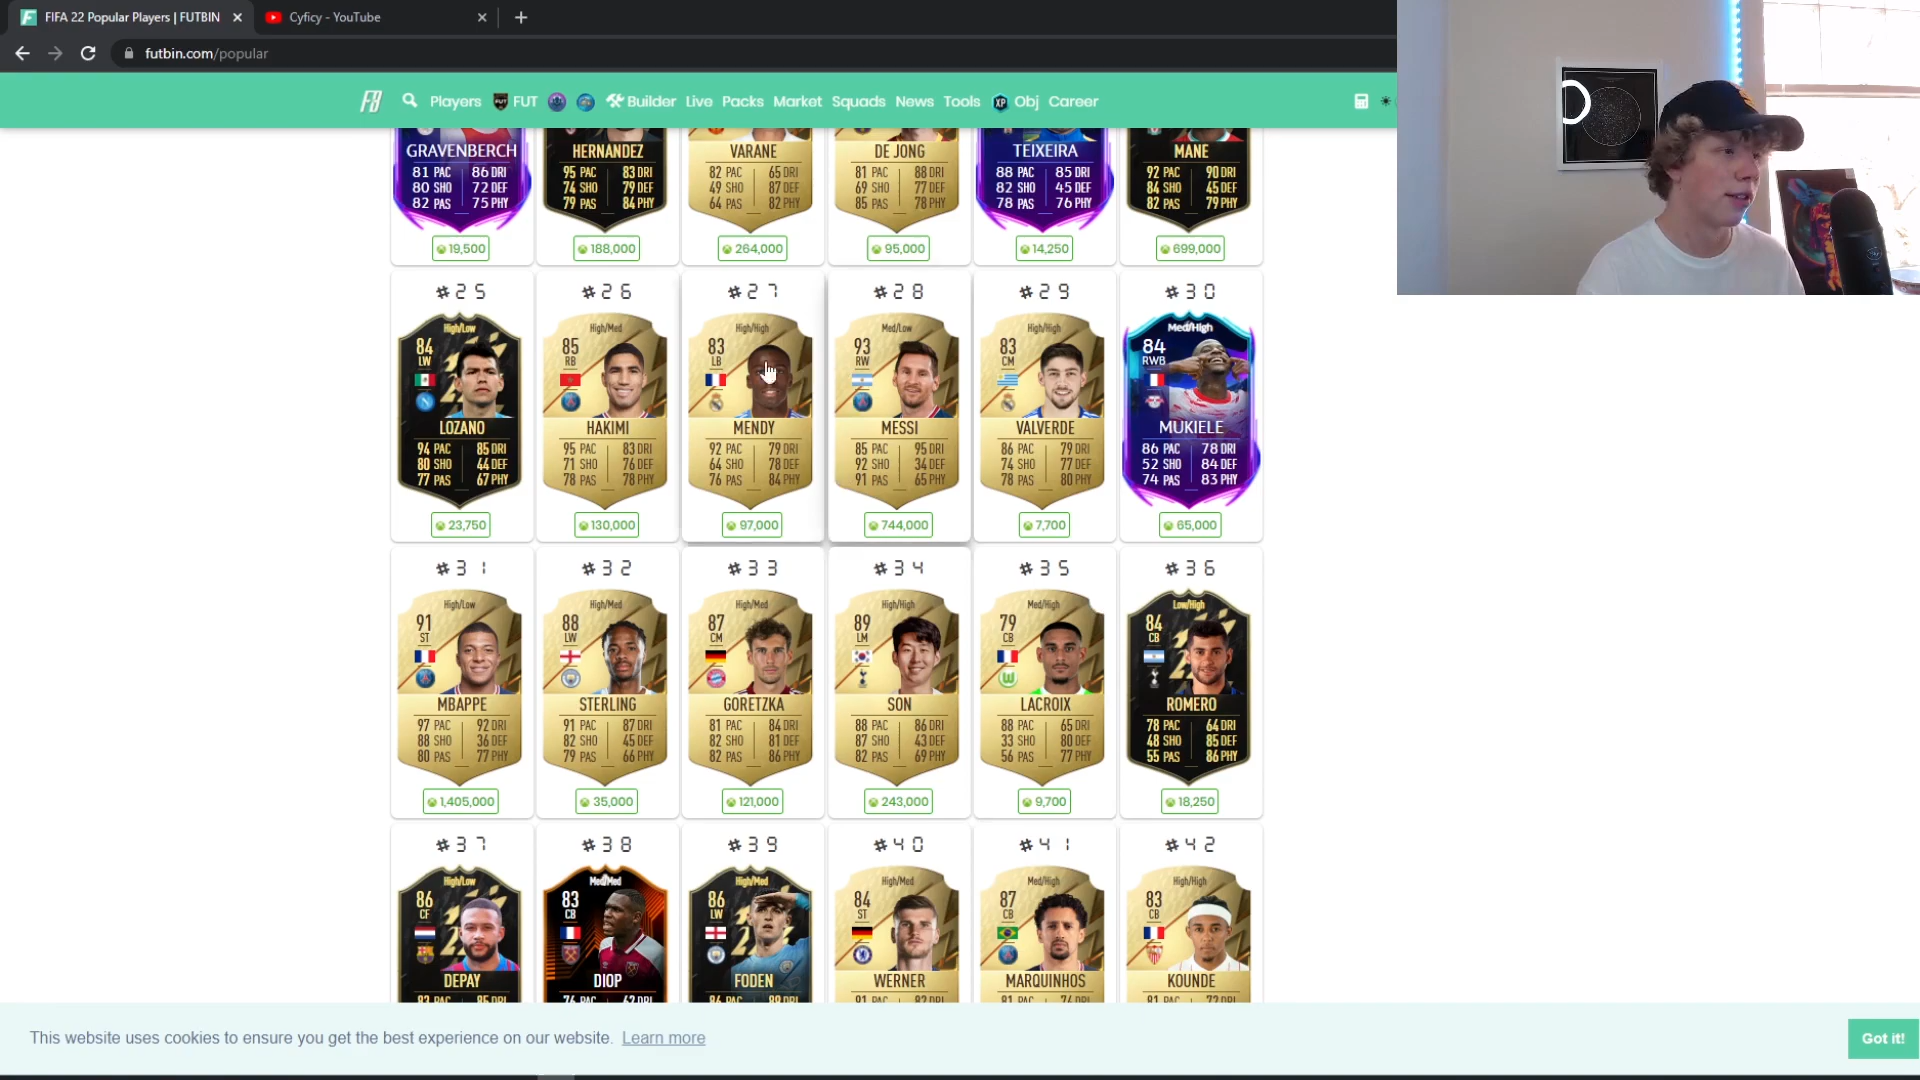 FIFA 22 Popular Players | FUTBIN
Cyficy - YouTube
futbin.com/popular
FB Players FUT Builder Live Packs Market Squads News Tools XP Obj Career
GRAVENBERCH HERNANDEZ VARANE DE JONG TEIXEIRA MANE
81 PAC 86 DRI 95 PAC 83 DRI 82 PAC 65 DRI 81 PAC 88 DRI 88 PAC 85 DRI 92 PAC 90 DRI
80 SHO 72 DEF 74 SHO 79 DEF 49 SHO 87 DEF 69 SHO 77 DEF 82 SHO 45 DEF 84 SHO 45 DEF
82 PAS 75 PHY 79 PAS 84 PHY 64 PAS 82 PHY 85 PAS 78 PHY 78 PAS 76 PHY 82 PAS 79 PHY
19,500 188,000 264,000 95,000 14,250 699,000
#25 #26 #27 #28 #29 #30
High/Low High/Med High/High Med/Low High/High Med/High
84 85 83 93 83 84
LW RB LB RW CM RWB
LOZANO HAKIMI MENDY MESSI VALVERDE MUKIELE
94 PAC 85 DRI 95 PAC 83 DRI 92 PAC 79 DRI 85 PAC 95 DRI 86 PAC 79 DRI 86 PAC 78 DRI
80 SHO 44 DEF 71 SHO 76 DEF 64 SHO 78 DEF 92 SHO 34 DEF 74 SHO 77 DEF 52 SHO 84 DEF
77 PAS 67 PHY 78 PAS 78 PHY 76 PAS 84 PHY 91 PAS 65 PHY 78 PAS 80 PHY 74 PAS 83 PHY
23,750 130,000 97,000 744,000 7,700 65,000
#31 #32 #33 #34 #35 #36
High/Low High/Med High/Med High/High Med/High Low/High
91 88 87 89 79 84
ST LW CM LM CB CB
MBAPPE STERLING GORETZKA SON LACROIX ROMERO
97 PAC 92 DRI 91 PAC 87 DRI 81 PAC 84 DRI 88 PAC 86 DRI 88 PAC 65 DRI 78 PAC 64 DRI
88 SHO 36 DEF 82 SHO 45 DEF 82 SHO 81 DEF 87 SHO 43 DEF 33 SHO 80 DEF 48 SHO 85 DEF
80 PAS 77 PHY 79 PAS 66 PHY 82 PAS 86 PHY 82 PAS 69 PHY 56 PAS 77 PHY 55 PAS 86 PHY
1,405,000 35,000 121,000 243,000 9,700 18,250
#37 #38 #39 #40 #41 #42
High/Low Med/Med High/Med High/Med Med/High High/High
86 83 86 84 87 83
CF CB LW ST CB CB
DEPAY DIOP FODEN WERNER MARQUINHOS KOUNDE
This website uses cookies to ensure you get the best experience on our website. Learn more
Got it!